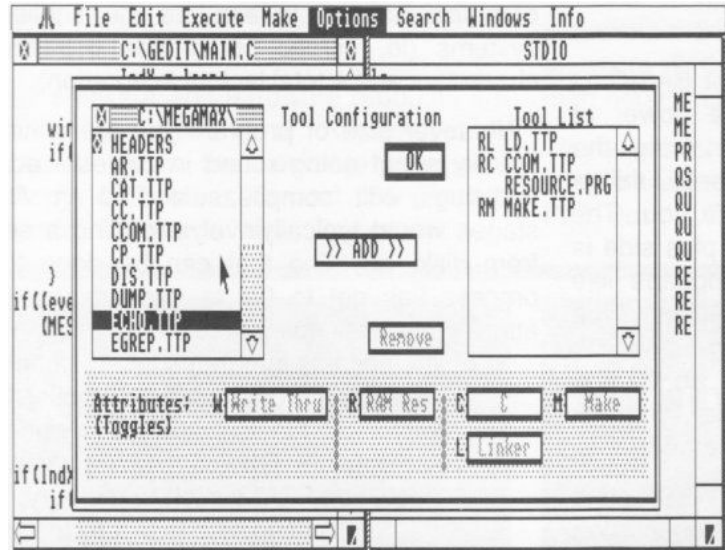 File Edit Execute Make Options Search Windows Info
C:\GEDIT\MAIN.C
STDIO
C:\MEGAMAX\
HEADERS
AR.TTP
CAT.TTP
CC.TTP
CCOM.TTP
CP.TTP
DIS.TTP
DUMP.TTP
ECHO.TTP
EGREP.TTP
Tool Configuration
OK
>> ADD >>
Remove
Tool List
RL LD.TTP
RC CCOM.TTP
RESOURCE.PRG
RM MAKE.TTP
Attributes:
(Toggles)
W Write Thru
R RAM Res
C C
M Make
L Linker
win
if
}
if((eve
(MES
if(IndX
if(
ME
ME
PR
QS
QU
QU
QU
RE
RE
RE